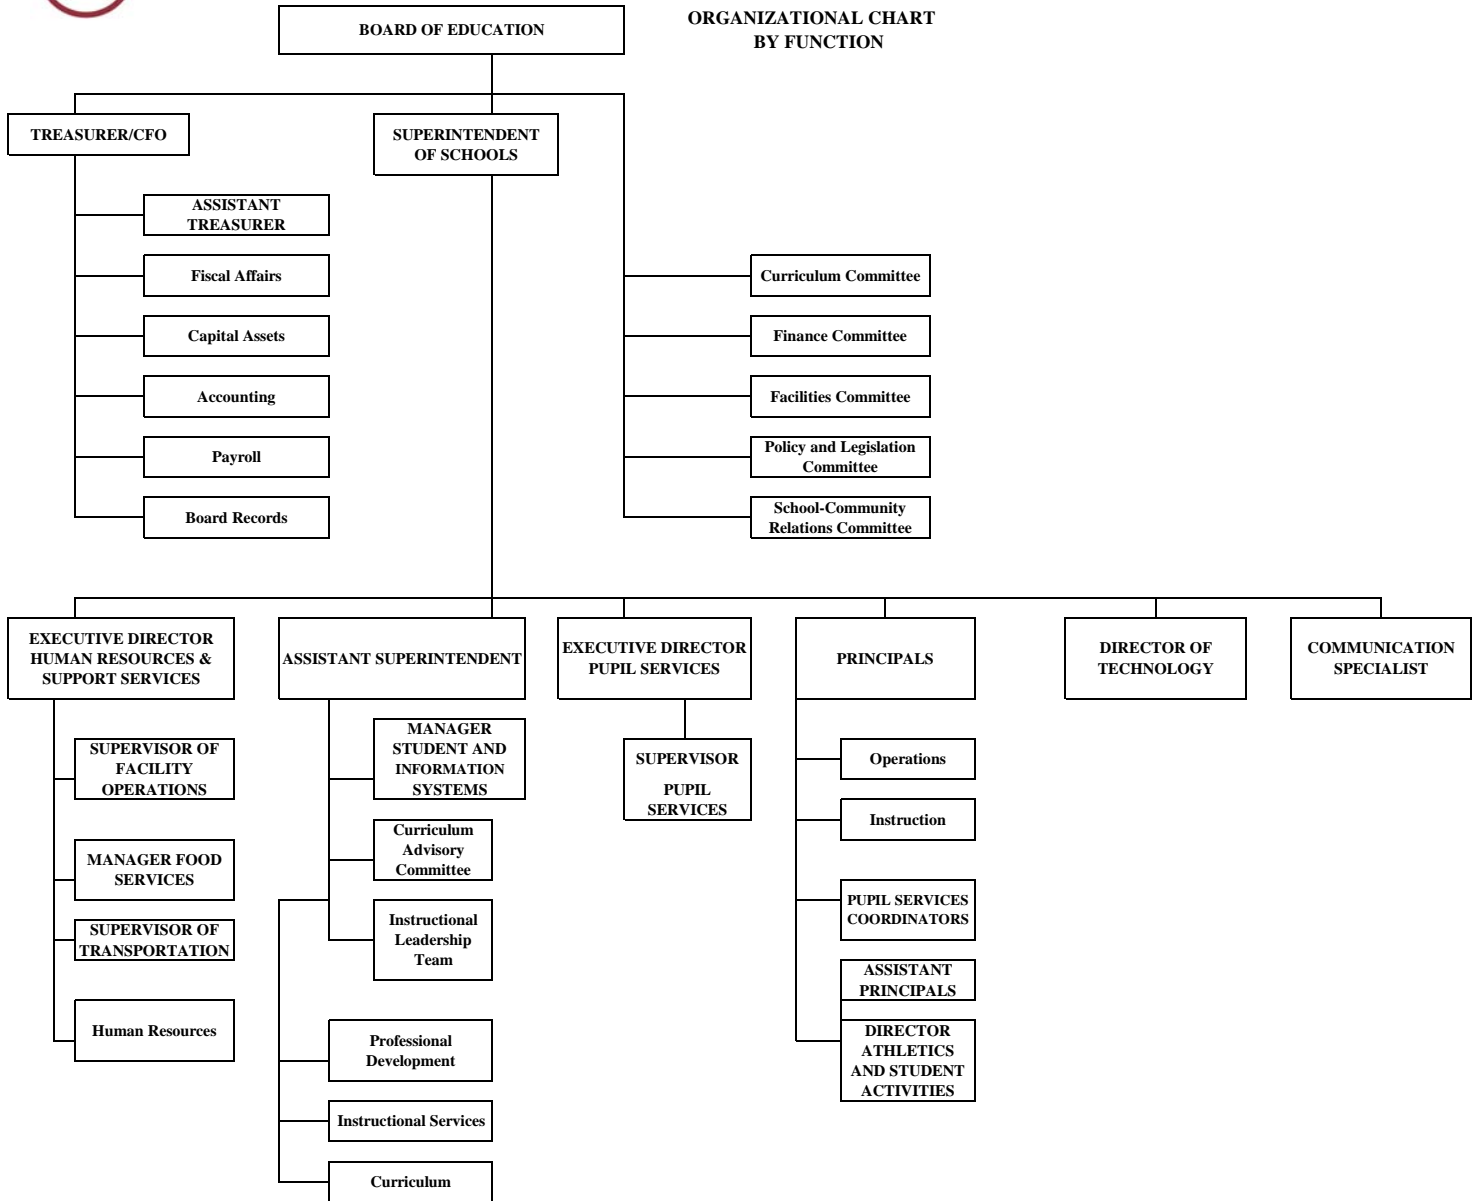 BOARD OF EDUCATION
ORGANIZATIONAL CHART
BY FUNCTION
TREASURER/CFO
SUPERINTENDENT
OF SCHOOLS
ASSISTANT
TREASURER
Fiscal Affairs
Capital Assets
Accounting
Payroll
Board Records
Curriculum Committee
Finance Committee
Facilities Committee
Policy and Legislation
Committee
School-Community
Relations Committee
EXECUTIVE DIRECTOR
HUMAN RESOURCES &
SUPPORT SERVICES
ASSISTANT SUPERINTENDENT
EXECUTIVE DIRECTOR
PUPIL SERVICES
PRINCIPALS
DIRECTOR OF
TECHNOLOGY
COMMUNICATION
SPECIALIST
SUPERVISOR OF
FACILITY
OPERATIONS
MANAGER FOOD
SERVICES
SUPERVISOR OF
TRANSPORTATION
Human Resources
MANAGER
STUDENT AND
INFORMATION
SYSTEMS
Curriculum
Advisory
Committee
Instructional
Leadership
Team
Professional
Development
Instructional Services
Curriculum
SUPERVISOR
PUPIL
SERVICES
Operations
Instruction
PUPIL SERVICES
COORDINATORS
ASSISTANT
PRINCIPALS
DIRECTOR
ATHLETICS
AND STUDENT
ACTIVITIES